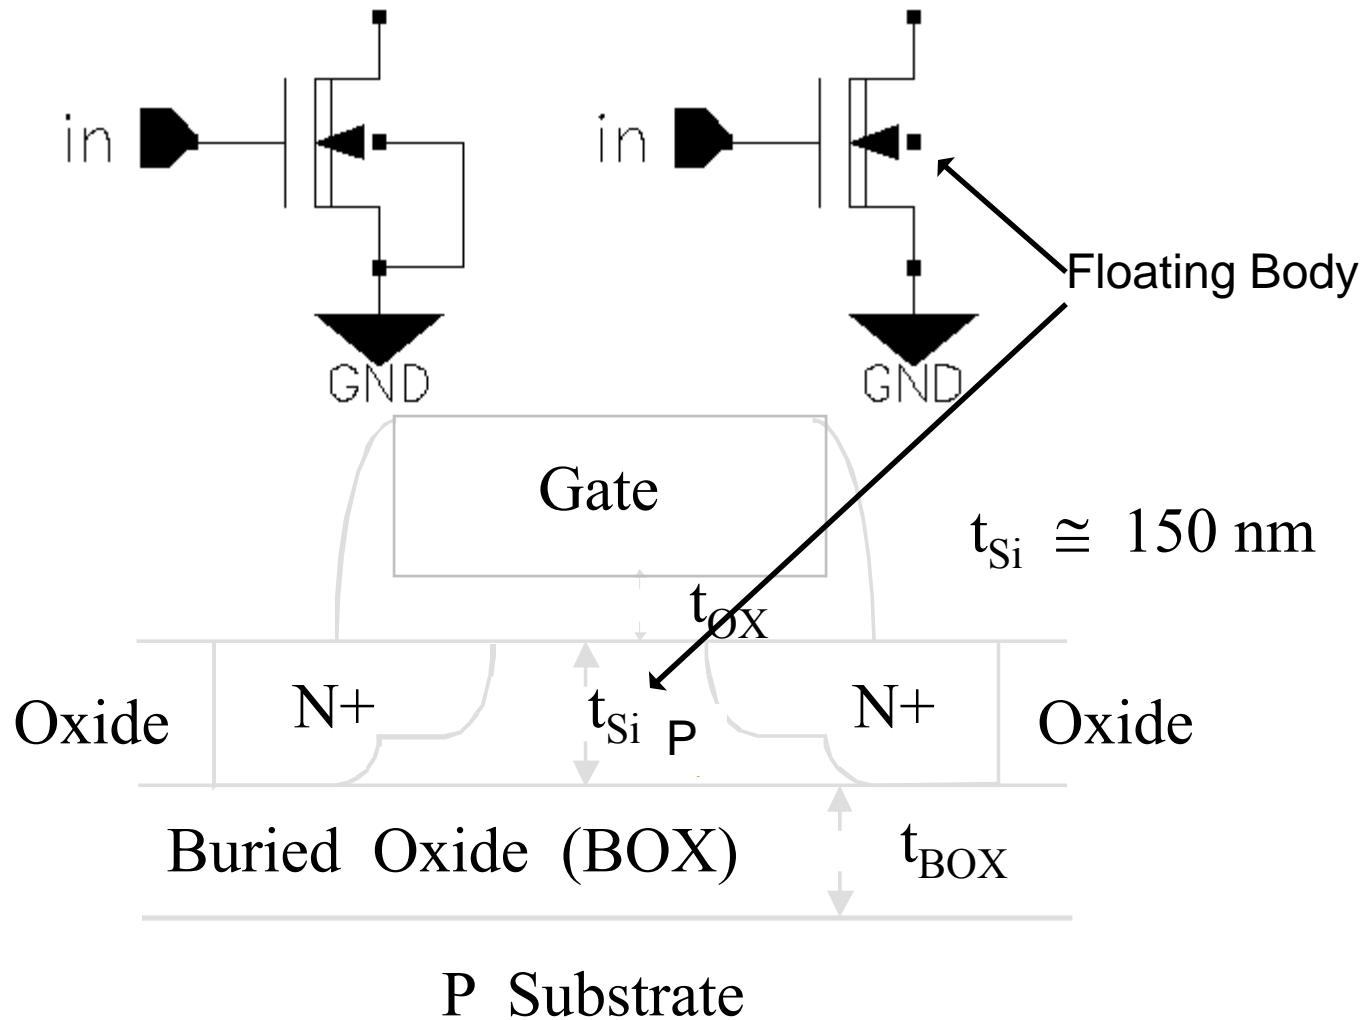 in
in
Floating Body
GND
GND
Gate
tSi ≅ 150 nm
tOX
Oxide
N+
tSi
P
N+
Oxide
Buried Oxide (BOX)
tBOX
P Substrate